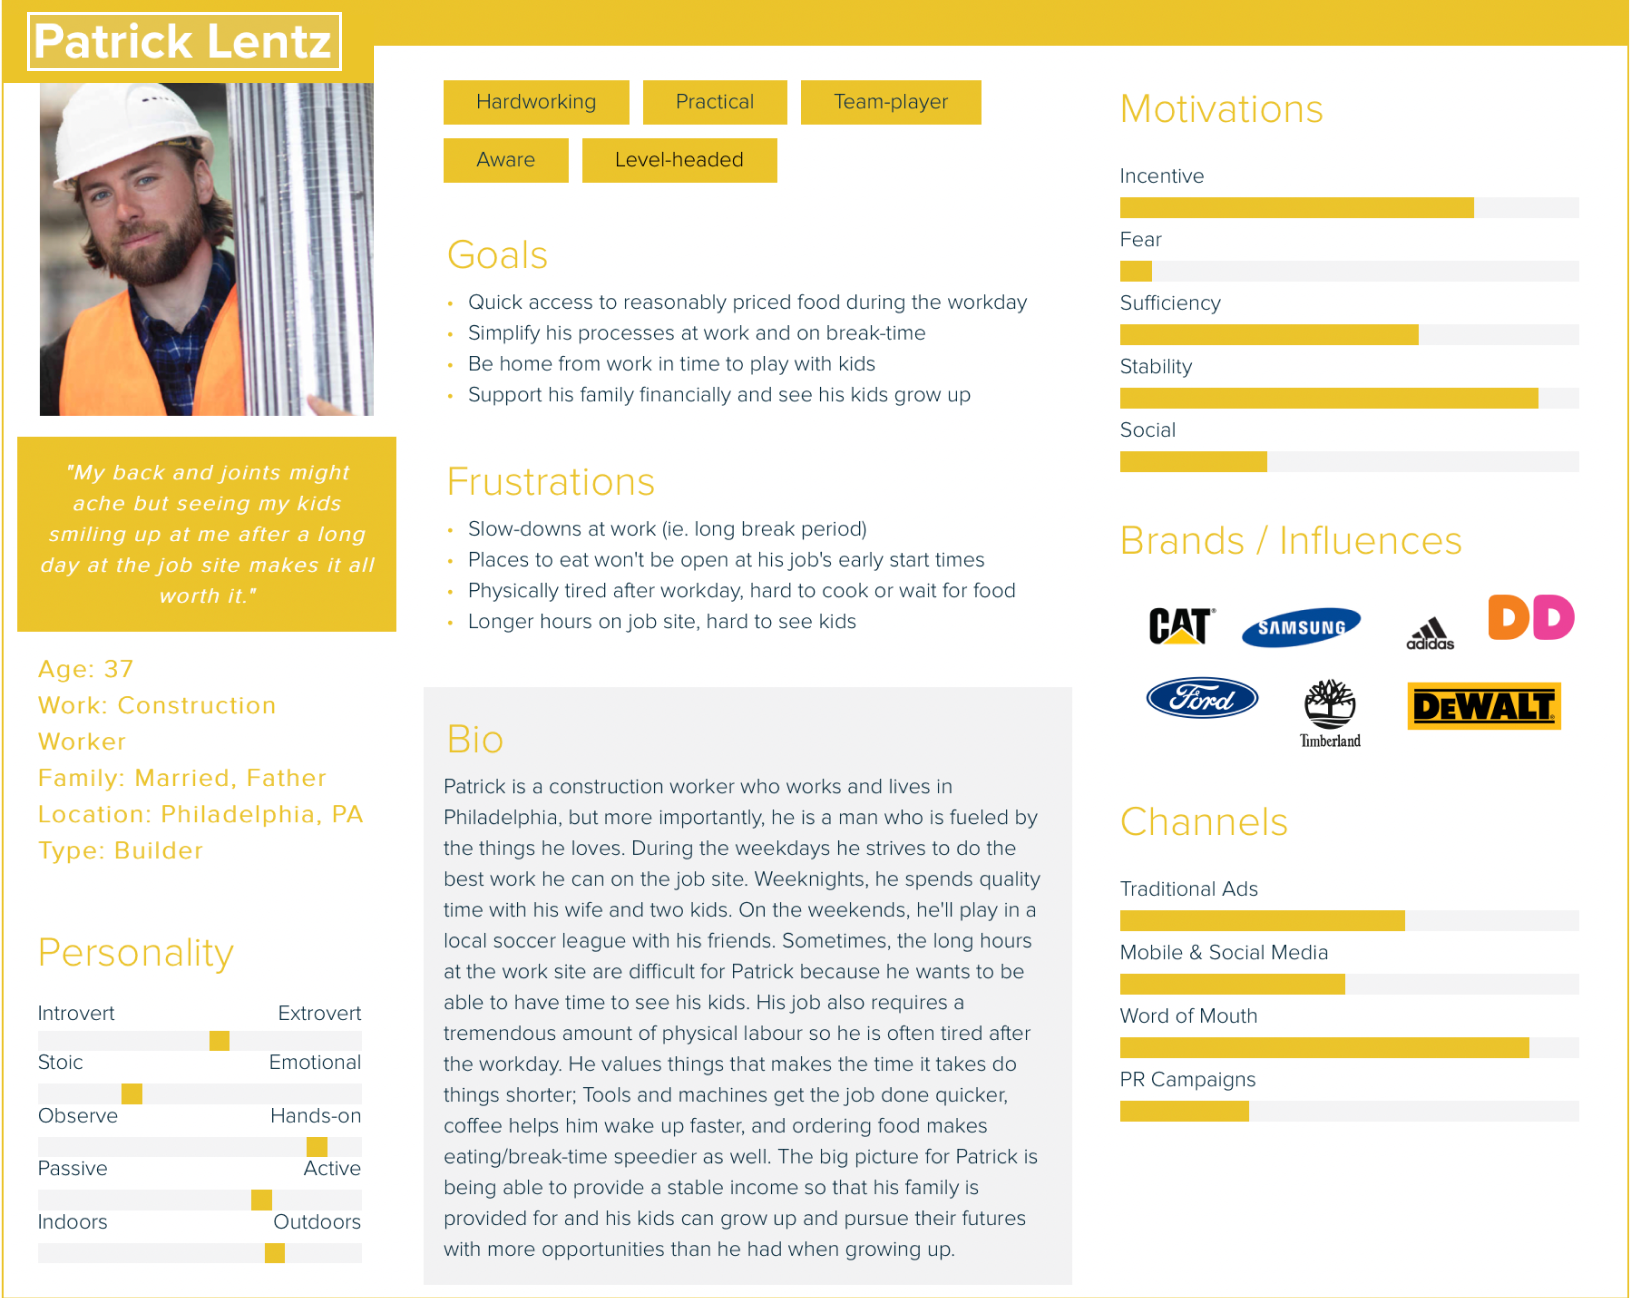 Patrick Lentz
"My back and joints might
ache but seeing my kids
smiling up at me after a long
day at the job site makes it all
worth it."
Age: 37
Work: Construction
Worker
Family: Married, Father
Location: Philadelphia, PA
Type: Builder
Personality
Introvert Extrovert
Stoic Emotional
Observe Hands-on
Passive Active
Indoors Outdoors
Hardworking Practical Team-player
Aware Level-headed
Goals
• Quick access to reasonably priced food during the workday
• Simplify his processes at work and on break-time
• Be home from work in time to play with kids
• Support his family financially and see his kids grow up
Frustrations
• Slow-downs at work (ie. long break period)
• Places to eat won't be open at his job's early start times
• Physically tired after workday, hard to cook or wait for food
• Longer hours on job site, hard to see kids
Bio
Patrick is a construction worker who works and lives in
Philadelphia, but more importantly, he is a man who is fueled by
the things he loves. During the weekdays he strives to do the
best work he can on the job site. Weeknights, he spends quality
time with his wife and two kids. On the weekends, he'll play in a
local soccer league with his friends. Sometimes, the long hours
at the work site are difficult for Patrick because he wants to be
able to have time to see his kids. His job also requires a
tremendous amount of physical labour so he is often tired after
the workday. He values things that makes the time it takes do
things shorter; Tools and machines get the job done quicker,
coffee helps him wake up faster, and ordering food makes
eating/break-time speedier as well. The big picture for Patrick is
being able to provide a stable income so that his family is
provided for and his kids can grow up and pursue their futures
with more opportunities than he had when growing up.
Motivations
Incentive
Fear
Sufficiency
Stability
Social
Brands / Influences
CAT® SAMSUNG adidas DD
Ford Timberland DEWALT
Channels
Traditional Ads
Mobile & Social Media
Word of Mouth
PR Campaigns